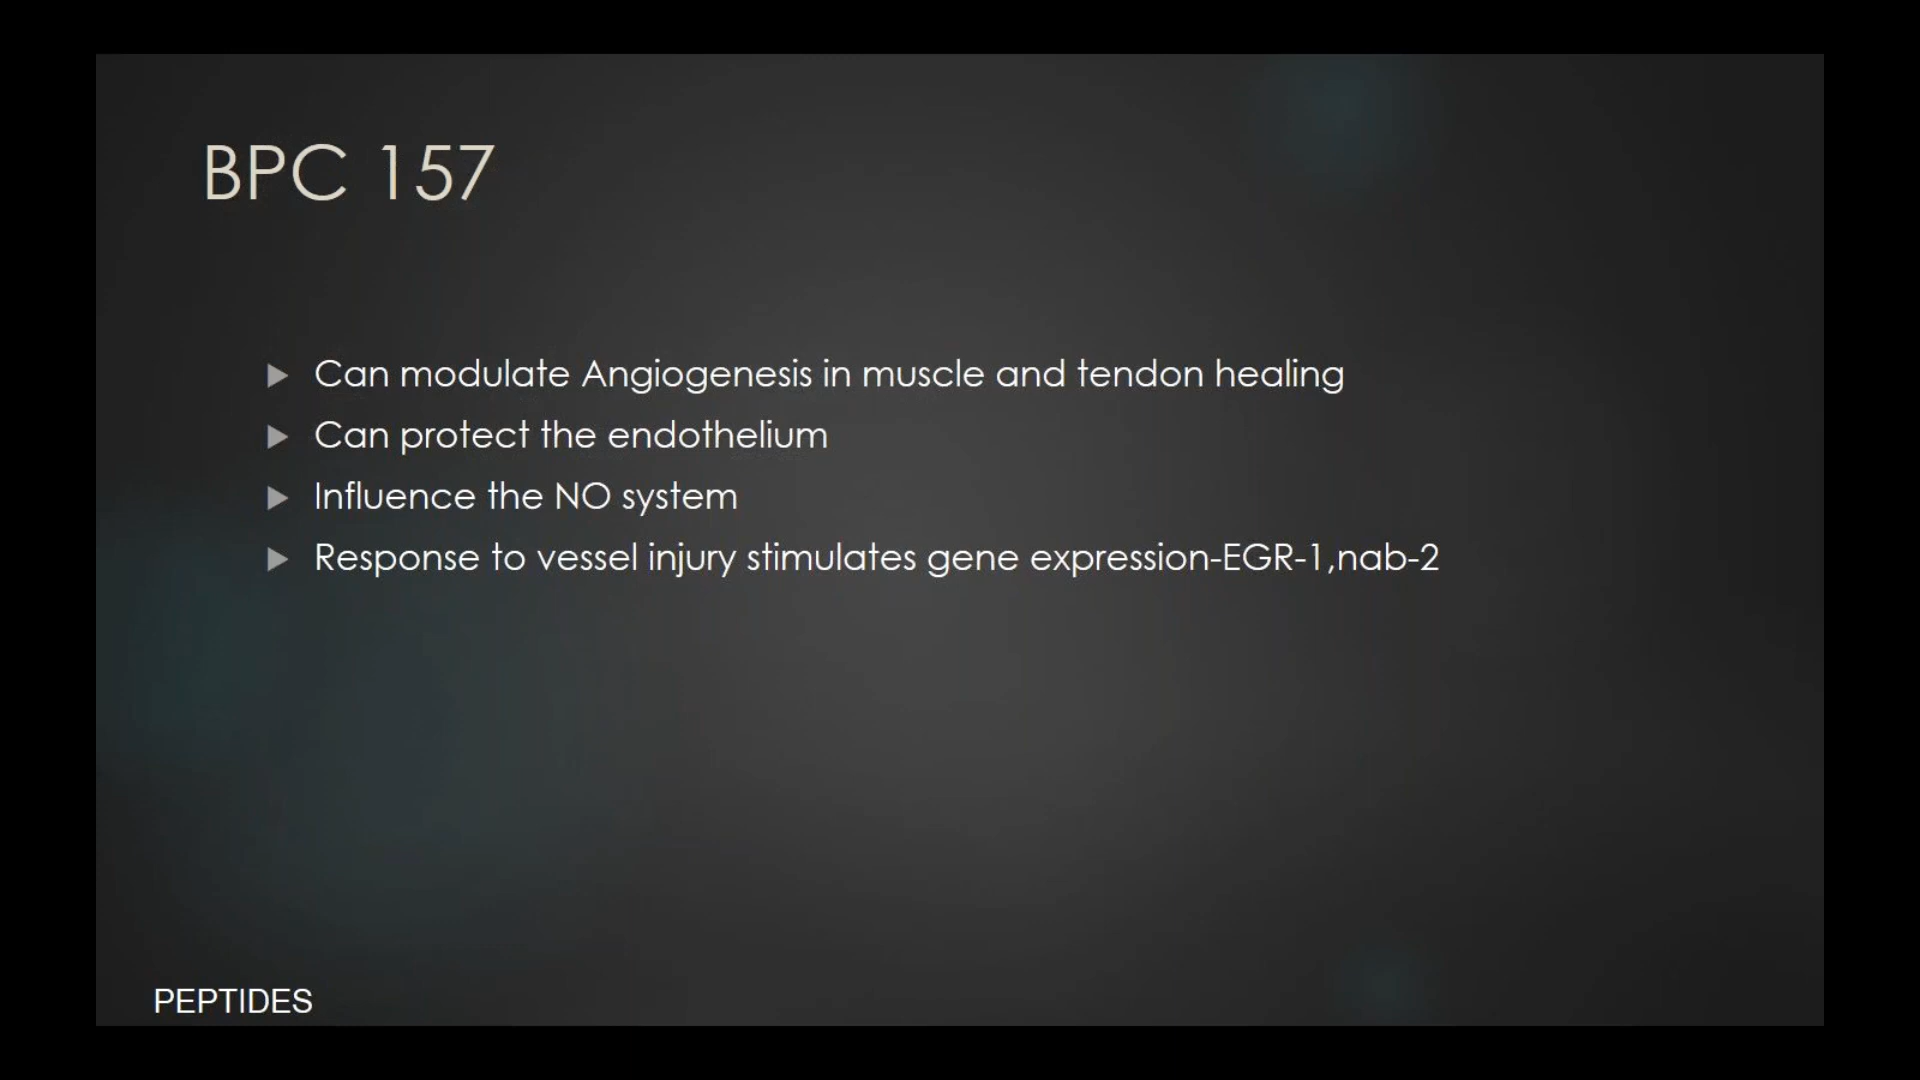 BPC 157
Can modulate Angiogenesis in muscle and tendon healing
Can protect the endothelium
Influence the NO system
Response to vessel injury stimulates gene expression-EGR-1,nab-2
PEPTIDES